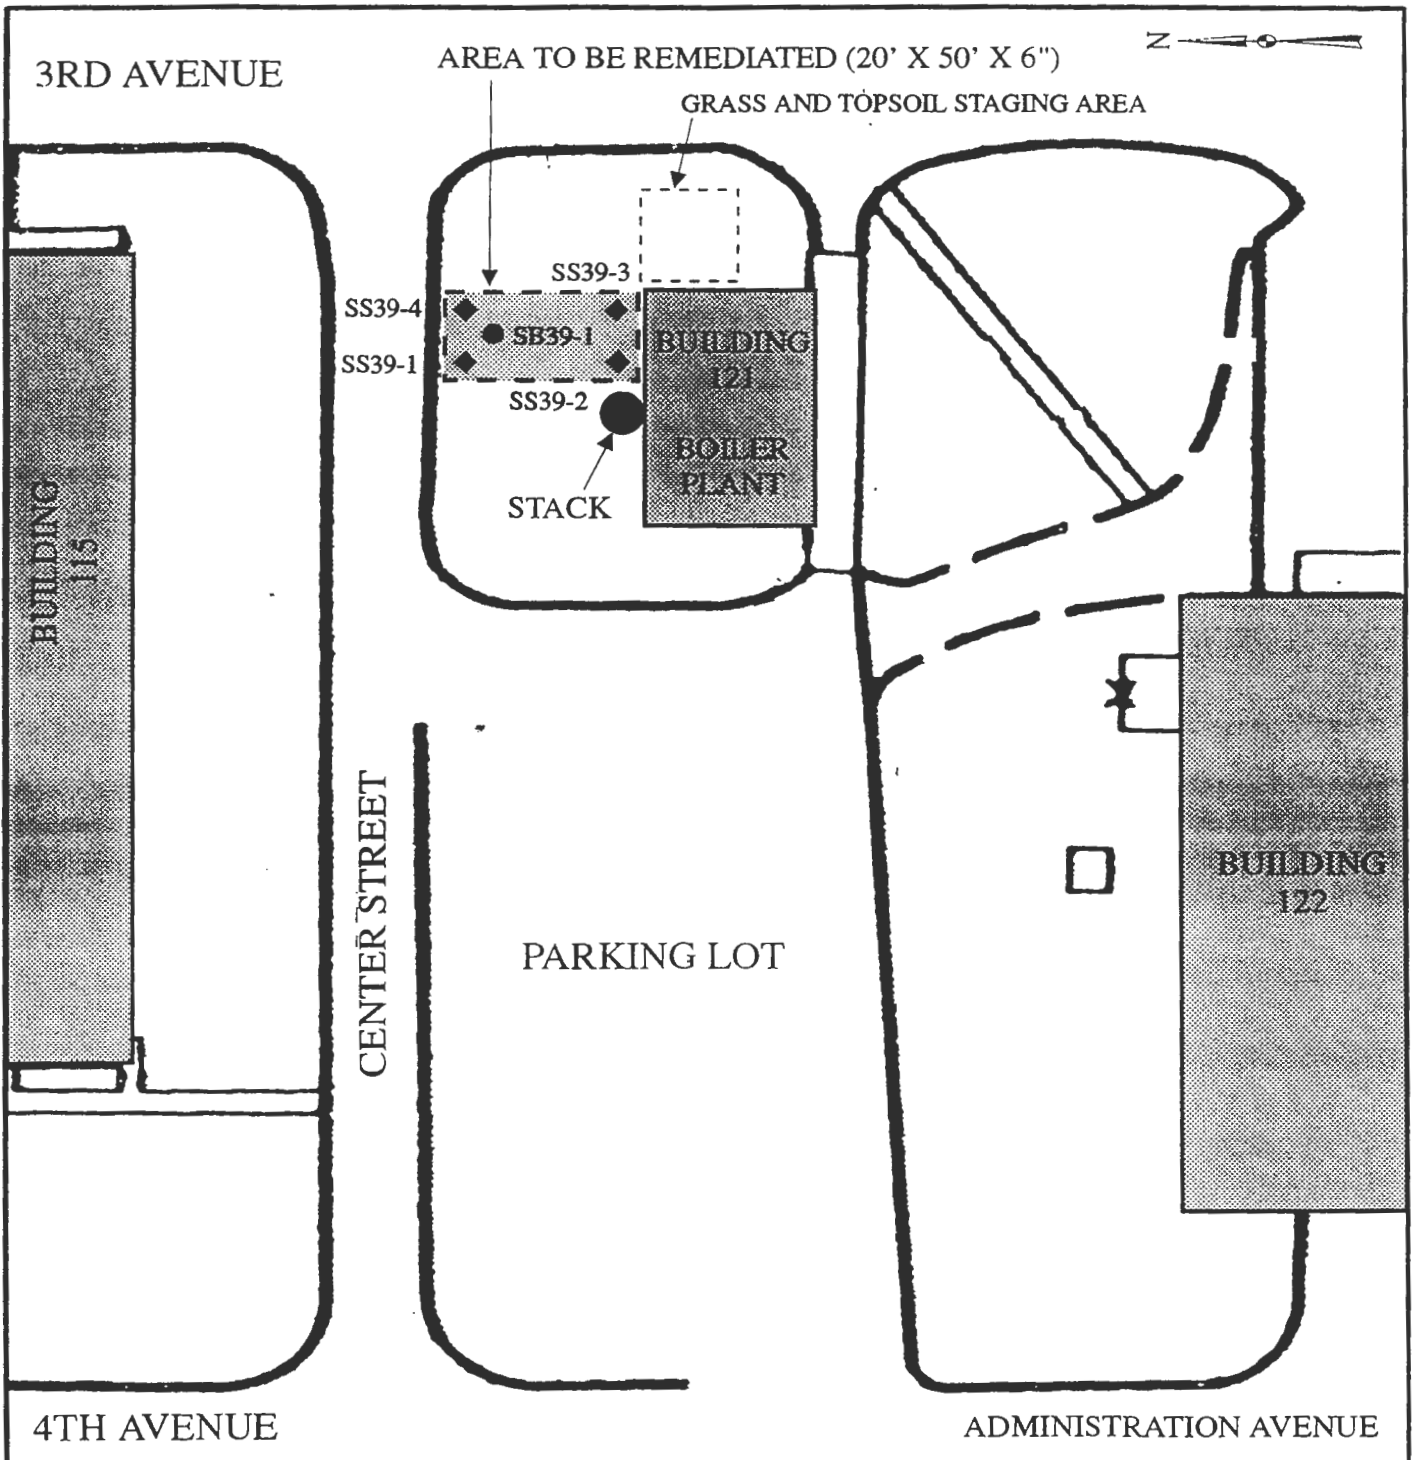 N
AREA TO BE REMEDIATED (20' X 50' X 6")
3RD AVENUE
GRASS AND TOPSOIL STAGING AREA
SS39-3
SS39-4
SB39-1
SS39-1
SS39-2
BUILDING
121
BOILER
PLANT
STACK
BUILDING
115
CENTER STREET
PARKING LOT
BUILDING
122
4TH AVENUE
ADMINISTRATION AVENUE